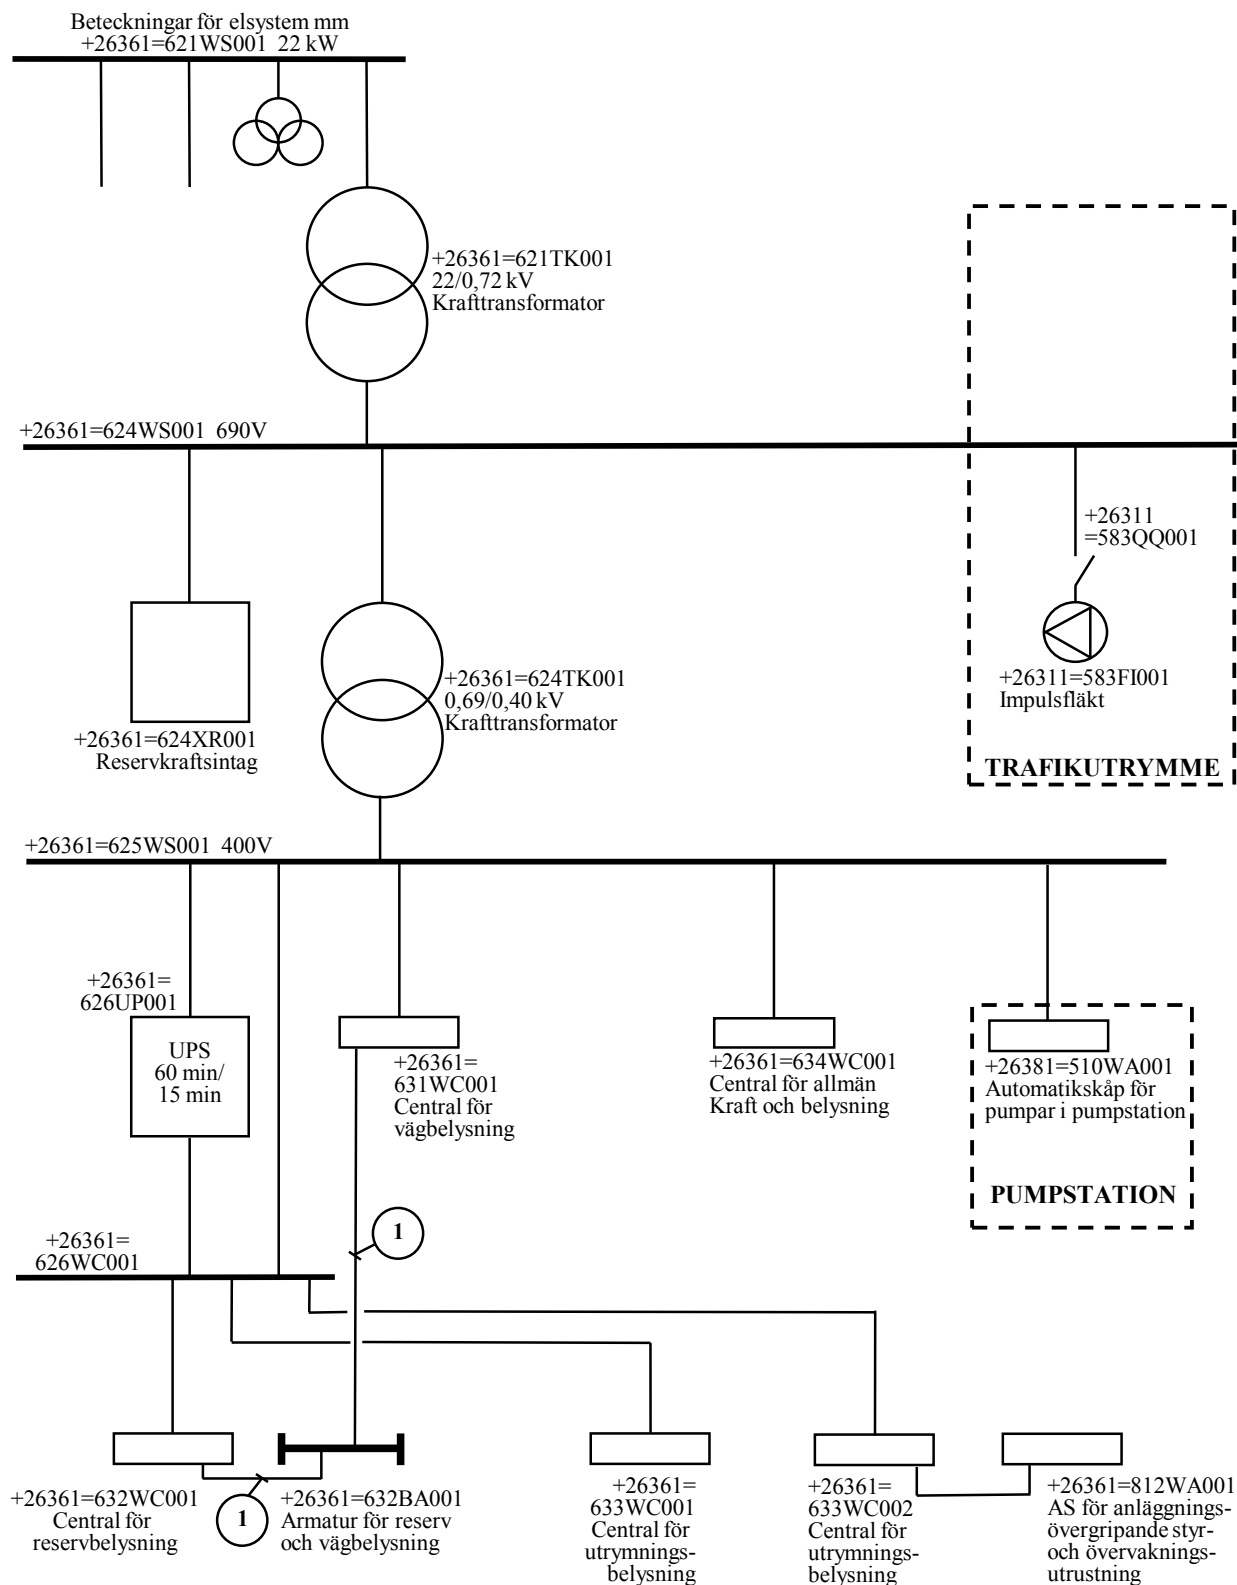 Beteckningar för elsystem mm
+26361=621WS001 22 kW
+26361=621TK001
22/0,72 kV
Krafttransformator
+26361=624WS001 690V
+26311
=583QQ001
+26361=624XR001
Reservkraftsintag
+26361=624TK001
0,69/0,40 kV
Krafttransformator
+26311=583FI001
Impulsfläkt
TRAFIKUTRYMME
+26361=625WS001 400V
+26361=
626UP001
UPS
60 min/
15 min
+26361=
631WC001
Central för
vägbelysning
+26361=634WC001
Central för allmän
Kraft och belysning
+26381=510WA001
Automatikskåp för
pumpar i pumpstation
PUMPSTATION
1
+26361=
626WC001
+26361=632WC001
Central för
reservbelysning
1
+26361=632BA001
Armatur för reserv
och vägbelysning
+26361=
633WC001
Central för
utrymnings-
belysning
+26361=
633WC002
Central för
utrymnings-
belysning
+26361=812WA001
AS för anläggnings-
övergripande styr-
och övervaknings-
utrustning